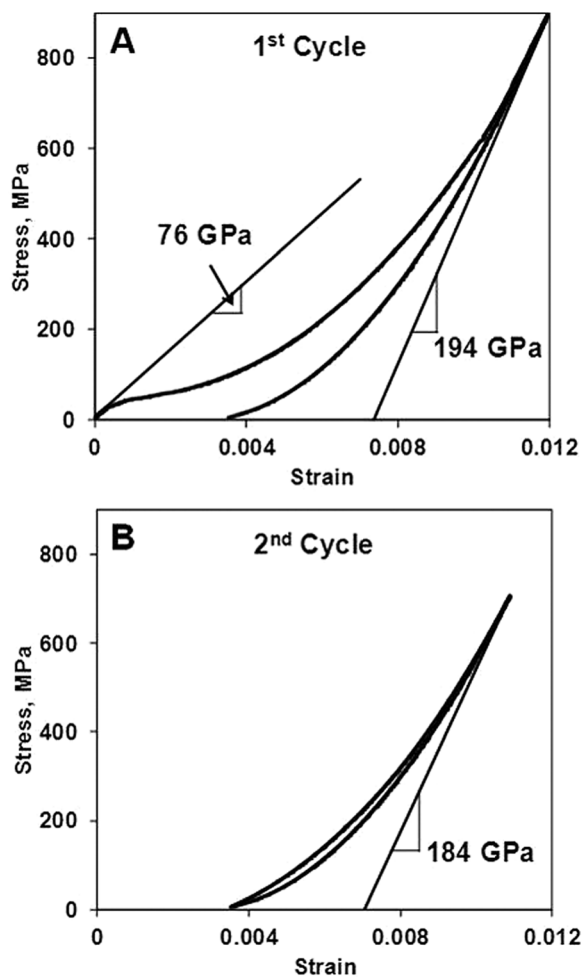 A
1st Cycle
800
600
400
200
0
Stress, MPa
76 GPa
194 GPa
0
0.004
0.008
0.012
Strain
B
2nd Cycle
800
600
400
200
0
Stress, MPa
184 GPa
0
0.004
0.008
0.012
Strain